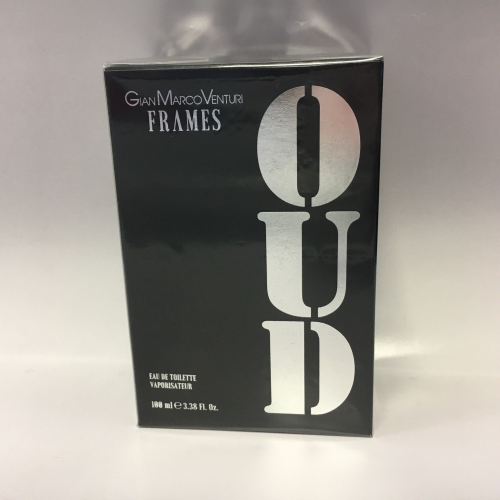 GianMarcoVenturi
FRAMES
OUD
EAU DE TOILETTE
VAPORISATEUR
100 ml ℮ 3.38 Fl. Oz.